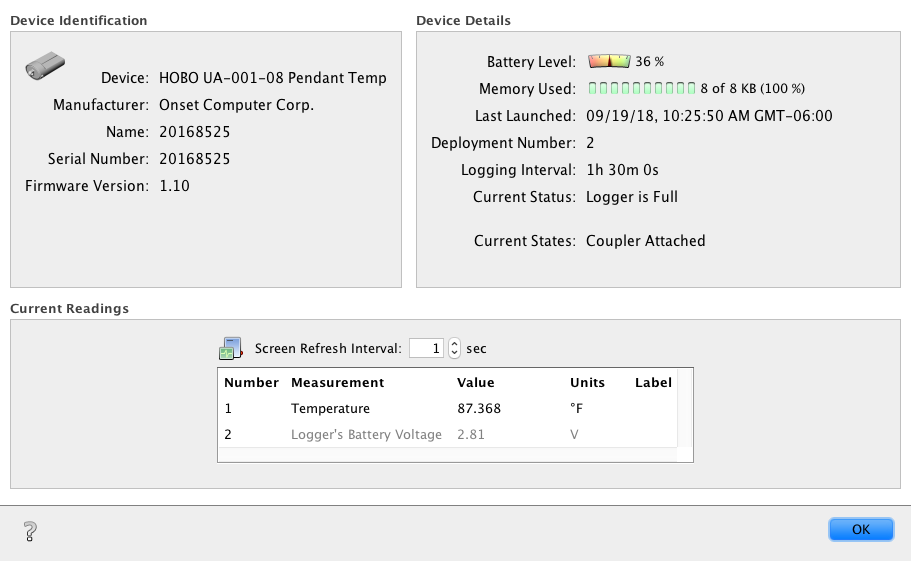 Device Identification
Device: HOBO UA-001-08 Pendant Temp
Manufacturer: Onset Computer Corp.
Name: 20168525
Serial Number: 20168525
Firmware Version: 1.10
Device Details
Battery Level: 36 %
Memory Used: 8 of 8 KB (100 %)
Last Launched: 09/19/18, 10:25:50 AM GMT-06:00
Deployment Number: 2
Logging Interval: 1h 30m 0s
Current Status: Logger is Full
Current States: Coupler Attached
Current Readings
Screen Refresh Interval: 1 sec
Number Measurement Value Units Label
1 Temperature 87.368 °F
2 Logger's Battery Voltage 2.81 V
?
OK